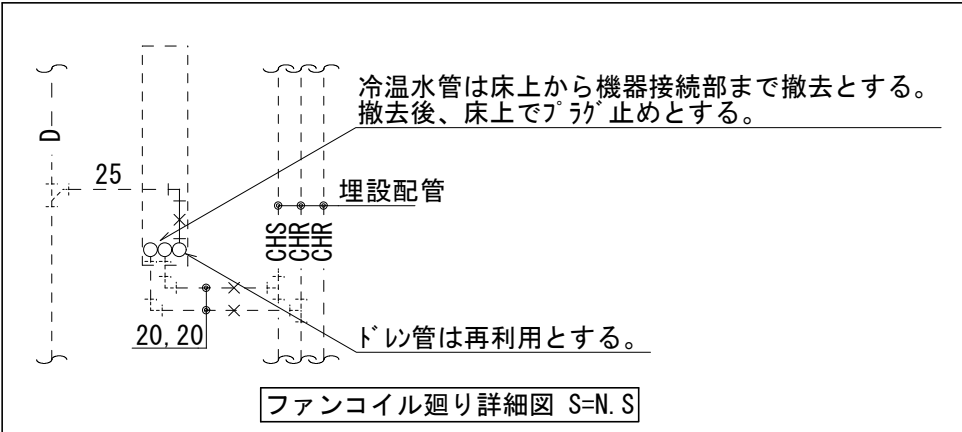 冷温水管は床上から機器接続部まで撤去とする。
撤去後、床上でﾌﾟﾗｸﾞ止めとする。
D
25
埋設配管
CHS
CHR
CHR
20,20
ﾄﾞﾚﾝ管は再利用とする。
ファンコイル廻り詳細図 S=N.S